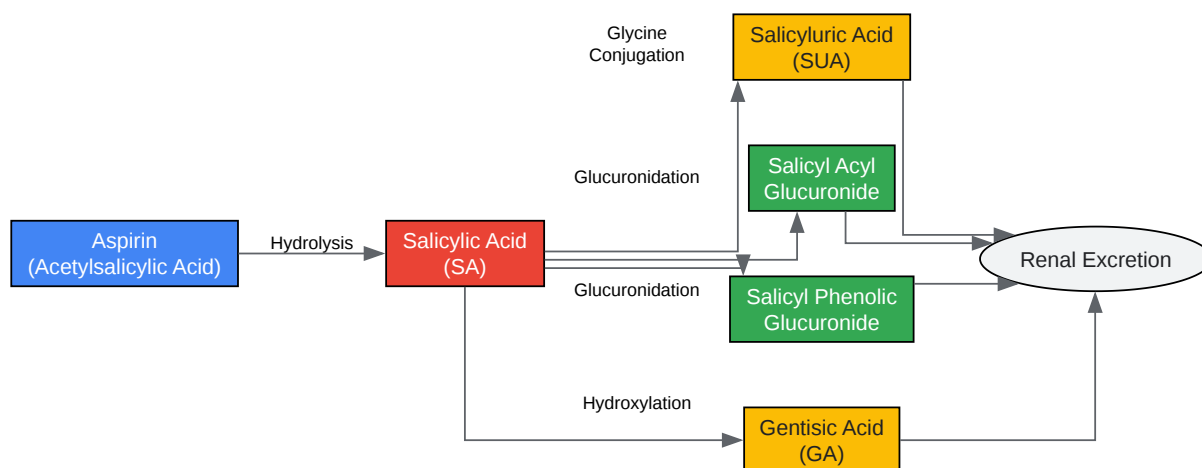 Glycine
Conjugation
Salicyluric Acid
(SUA)
Glucuronidation
Salicyl Acyl
Glucuronide
Aspirin
(Acetylsalicylic Acid)
Hydrolysis
Salicylic Acid
(SA)
Renal Excretion
Glucuronidation
Salicyl Phenolic
Glucuronide
Hydroxylation
Gentisic Acid
(GA)